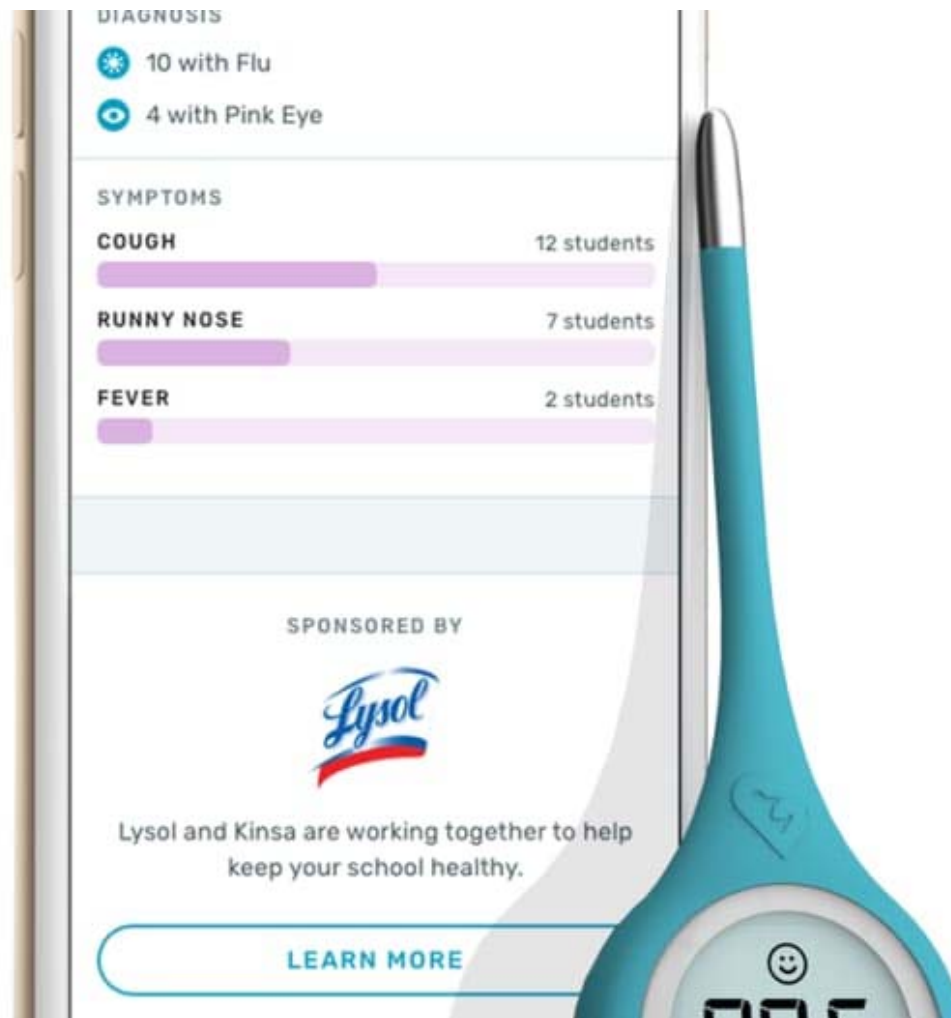 DIAGNOSIS
10 with Flu
4 with Pink Eye
SYMPTOMS
COUGH 12 students
RUNNY NOSE 7 students
FEVER 2 students
SPONSORED BY
Lysol
Lysol and Kinsa are working together to help
keep your school healthy.
LEARN MORE